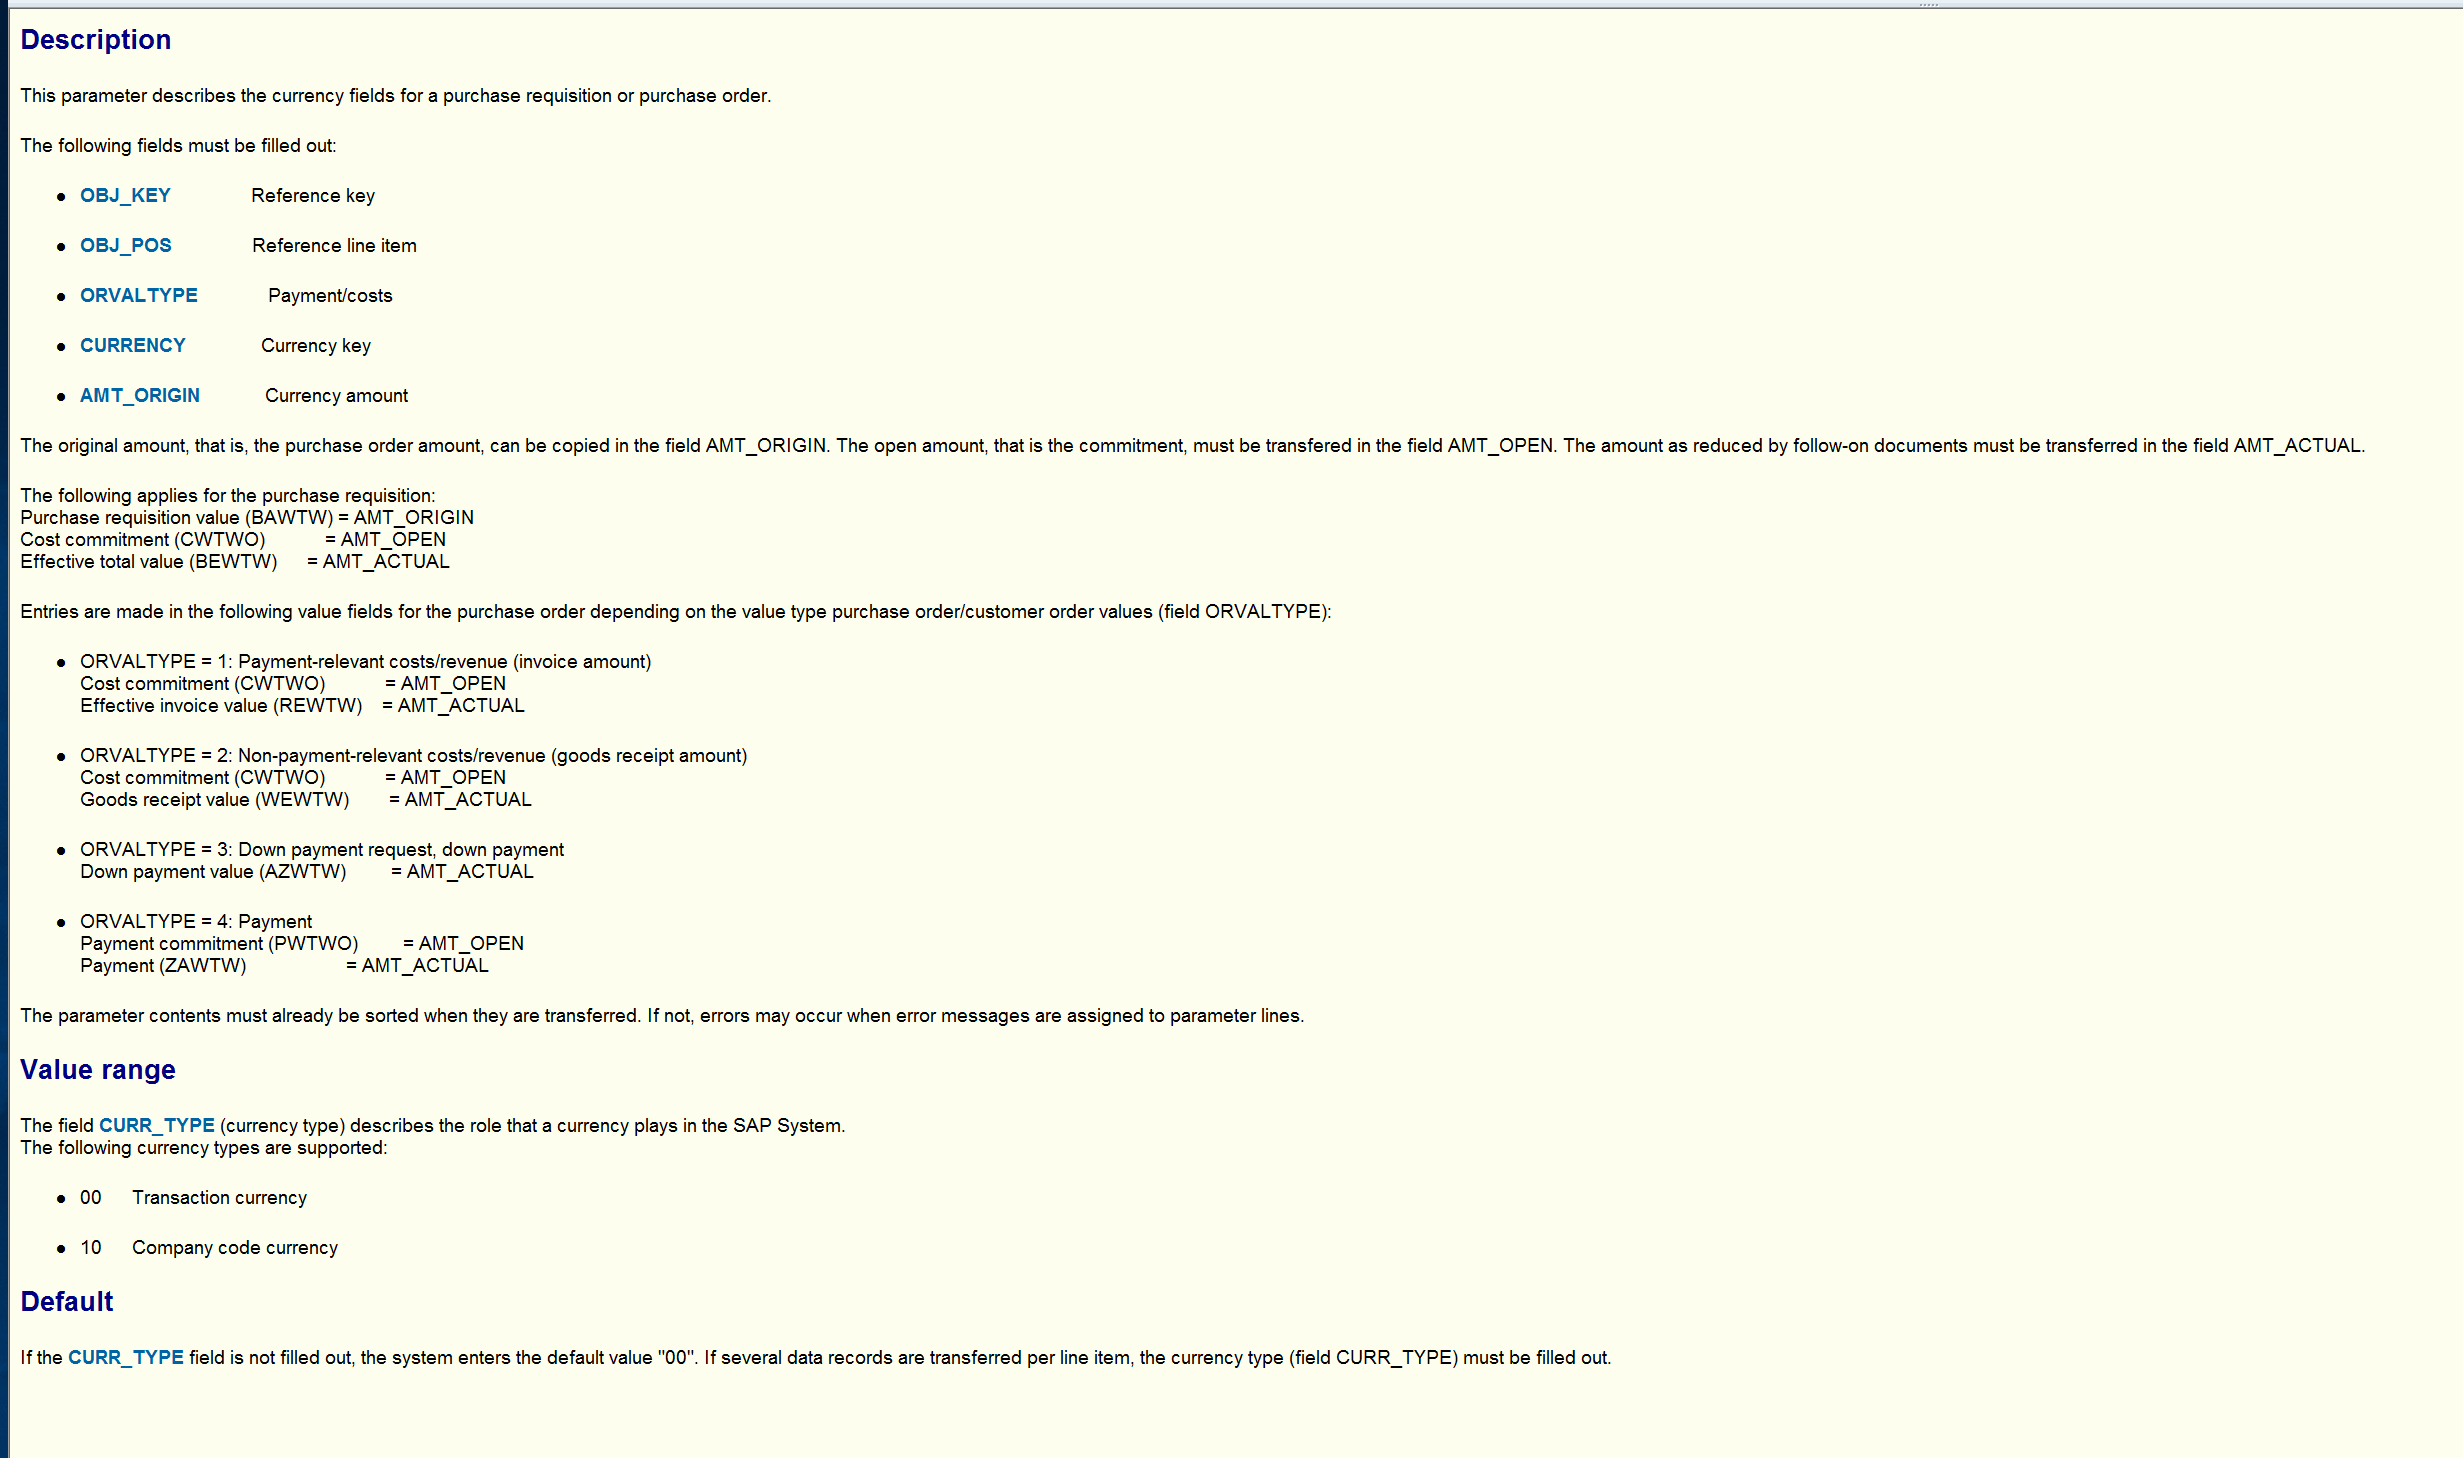 Description
This parameter describes the currency fields for a purchase requisition or purchase order.
The following fields must be filled out:
• OBJ_KEY Reference key
• OBJ_POS Reference line item
• ORVALTYPE Payment/costs
• CURRENCY Currency key
• AMT_ORIGIN Currency amount
The original amount, that is, the purchase order amount, can be copied in the field AMT_ORIGIN. The open amount, that is the commitment, must be transfered in the field AMT_OPEN. The amount as reduced by follow-on documents must be transferred in the field AMT_ACTUAL.
The following applies for the purchase requisition:
Purchase requisition value (BAWTW) = AMT_ORIGIN
Cost commitment (CWTWO) = AMT_OPEN
Effective total value (BEWTW) = AMT_ACTUAL
Entries are made in the following value fields for the purchase order depending on the value type purchase order/customer order values (field ORVALTYPE):
• ORVALTYPE = 1: Payment-relevant costs/revenue (invoice amount)
Cost commitment (CWTWO) = AMT_OPEN
Effective invoice value (REWTW) = AMT_ACTUAL
• ORVALTYPE = 2: Non-payment-relevant costs/revenue (goods receipt amount)
Cost commitment (CWTWO) = AMT_OPEN
Goods receipt value (WEWTW) = AMT_ACTUAL
• ORVALTYPE = 3: Down payment request, down payment
Down payment value (AZWTW) = AMT_ACTUAL
• ORVALTYPE = 4: Payment
Payment commitment (PWTWO) = AMT_OPEN
Payment (ZAWTW) = AMT_ACTUAL
The parameter contents must already be sorted when they are transferred. If not, errors may occur when error messages are assigned to parameter lines.
Value range
The field CURR_TYPE (currency type) describes the role that a currency plays in the SAP System.
The following currency types are supported:
• 00 Transaction currency
• 10 Company code currency
Default
If the CURR_TYPE field is not filled out, the system enters the default value "00". If several data records are transferred per line item, the currency type (field CURR_TYPE) must be filled out.